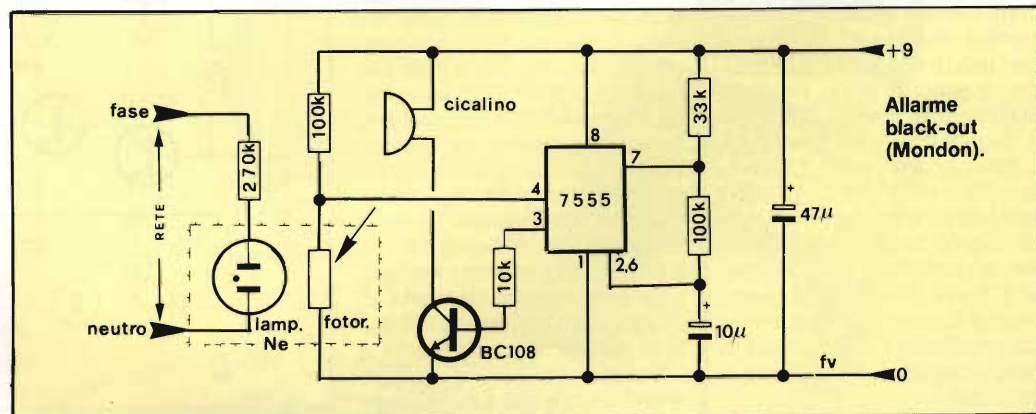 fase
RETE
270k
neutro
lamp.
Ne
fotor.
100k
cicalino
4
3
7555
8
7
1
2,6
10k
BC108
33k
100k
+
10µ
+
47µ
fv
+9
0
Allarme
black-out
(Mondon).